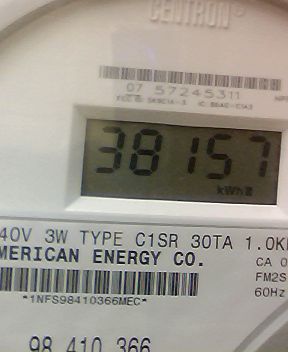 CENTRON®
07 57245311
38157
kWh
40V 3W TYPE C1SR 30TA 1.0K
MERICAN ENERGY CO.
CA 0
FM2S
*1NFS98410366MEC*
60Hz
98 410 366